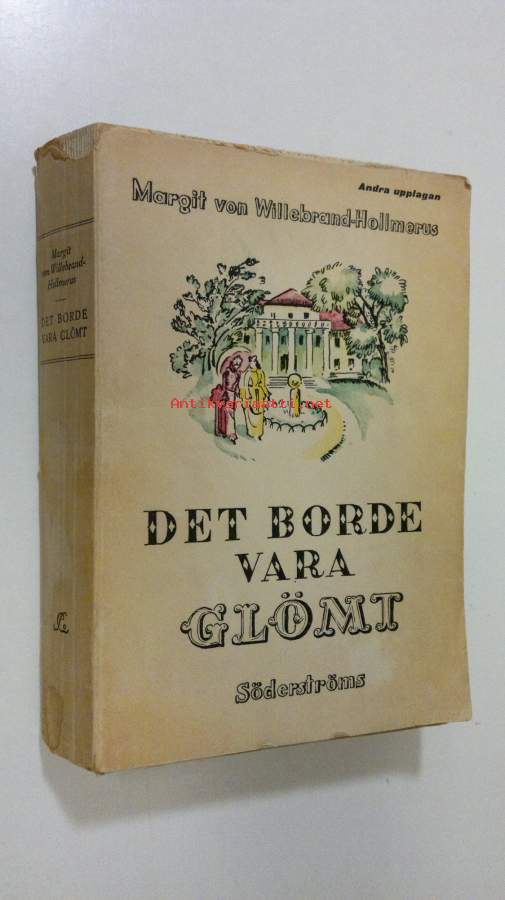 Andra upplagan
Margit von Willebrand-Hollmerus
Antikvariaatti.net
DET BORDE
VARA
GLÖMT
Söderströms
Margit
von Willebrand-
Hollmerus
DET BORDE
VARA GLÖMT